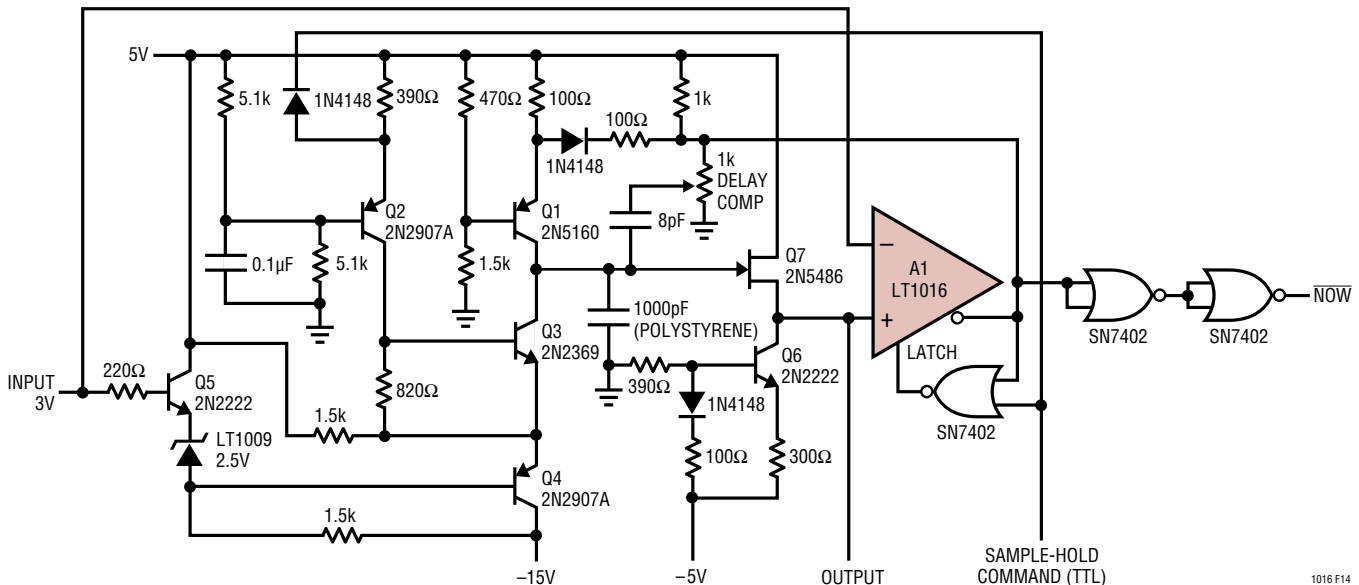 5V
5.1k
1N4148
390Ω
470Ω
100Ω
1k
100Ω
1N4148
1k
DELAY
COMP
Q2
2N2907A
Q1
2N5160
8pF
0.1µF
5.1k
1.5k
Q7
2N5486
A1
LT1016
−
+
LATCH
SN7402
SN7402
NOW
1000pF
(POLYSTYRENE)
Q3
2N2369
INPUT
3V
220Ω
Q5
2N2222
820Ω
390Ω
Q6
2N2222
1N4148
SN7402
1.5k
LT1009
2.5V
100Ω
300Ω
Q4
2N2907A
1.5k
–15V
–5V
OUTPUT
SAMPLE-HOLD
COMMAND (TTL)
1016 F14